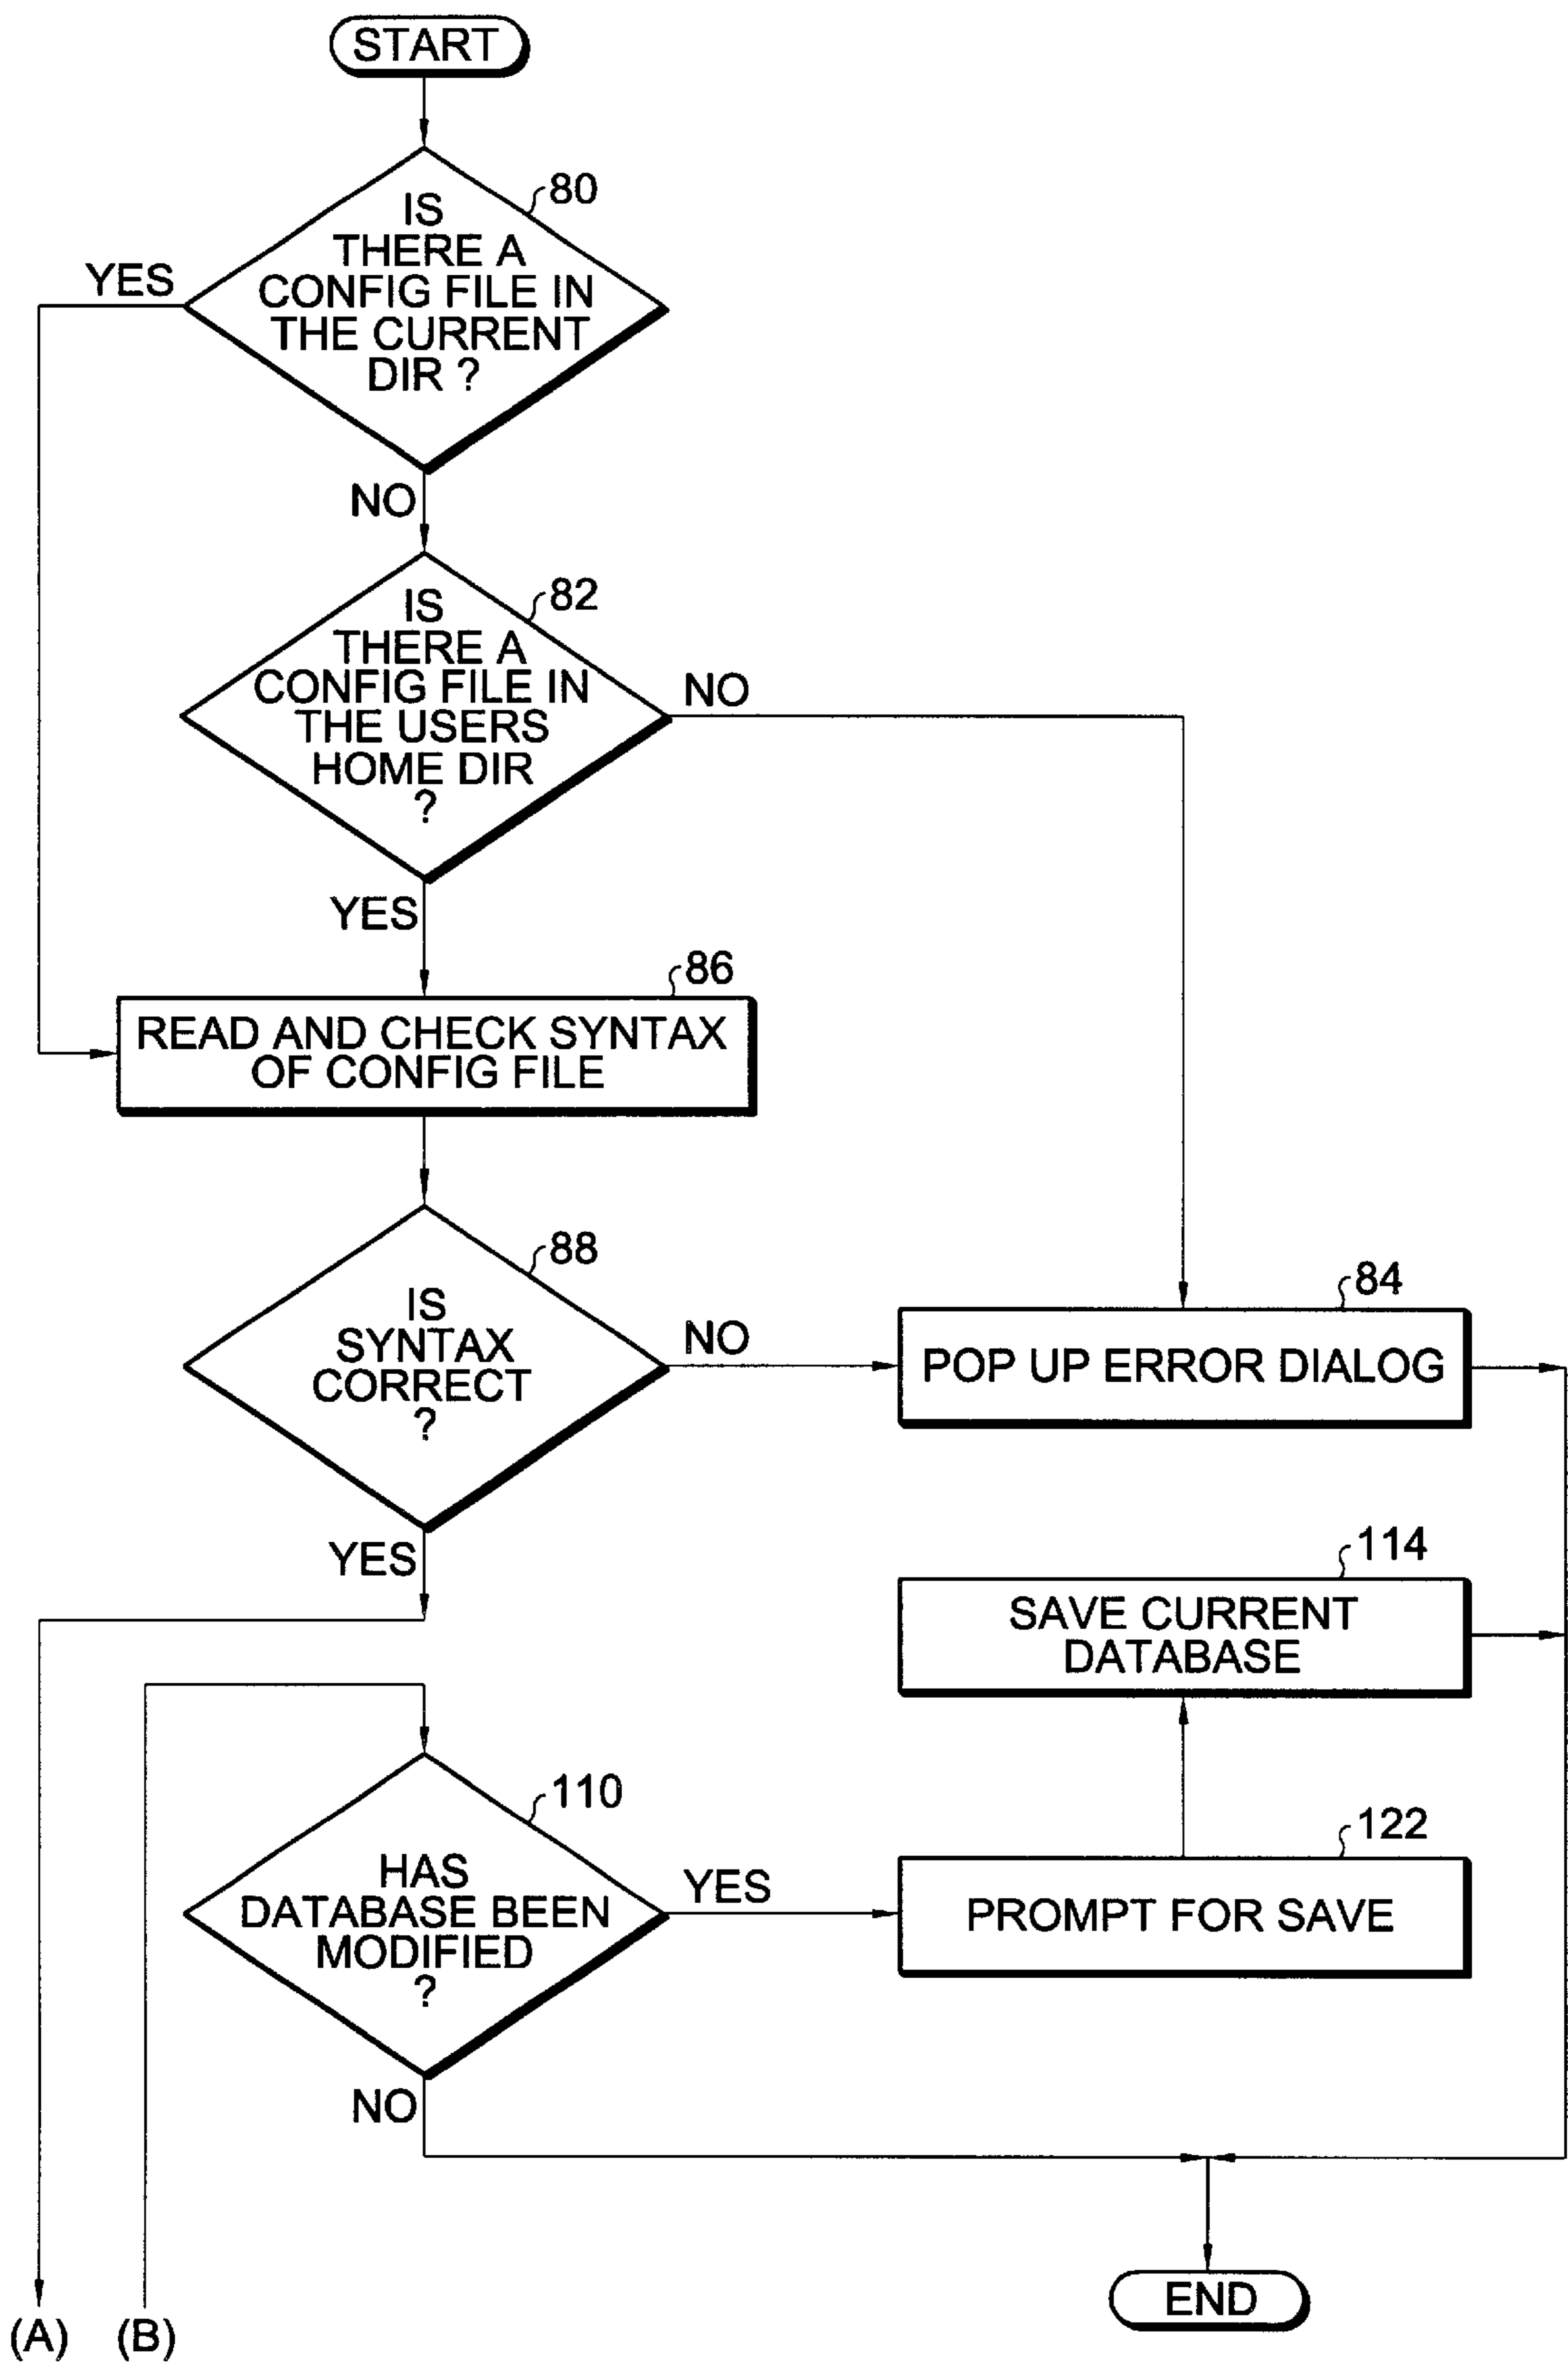 START
80
IS
THERE A
CONFIG FILE IN
THE CURRENT
DIR ?
YES
NO
82
IS
THERE A
CONFIG FILE IN
THE USERS
HOME DIR
?
NO
YES
86
READ AND CHECK SYNTAX
OF CONFIG FILE
88
IS
SYNTAX
CORRECT
?
NO
84
POP UP ERROR DIALOG
YES
114
SAVE CURRENT
DATABASE
110
HAS
DATABASE BEEN
MODIFIED
?
YES
122
PROMPT FOR SAVE
NO
END
(A)
(B)